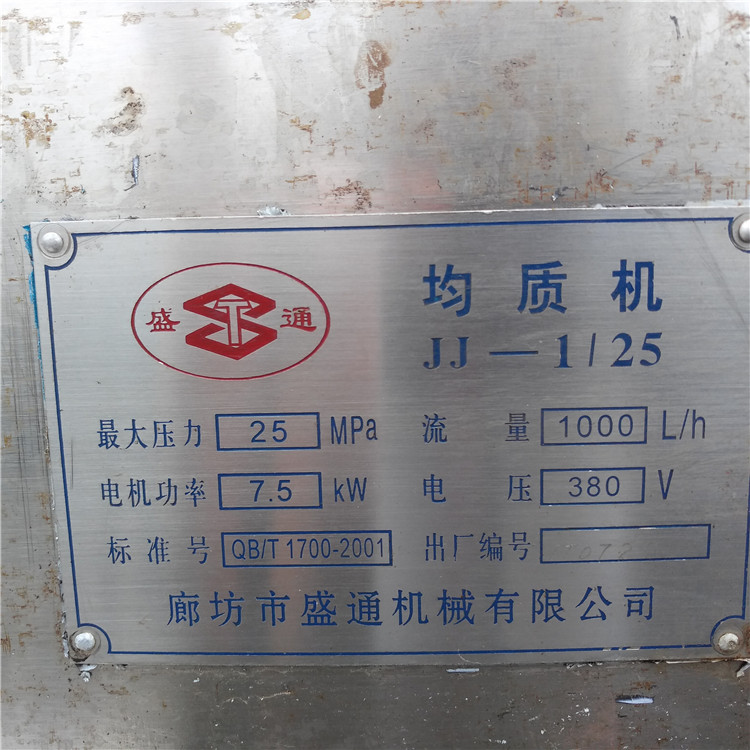 盛 通
均质机
JJ—1/25
最大压力 25 MPa 流量 1000 L/h
电机功率 7.5 kW 电压 380 V
标准号 QB/T 1700-2001 出厂编号
廊坊市盛通机械有限公司